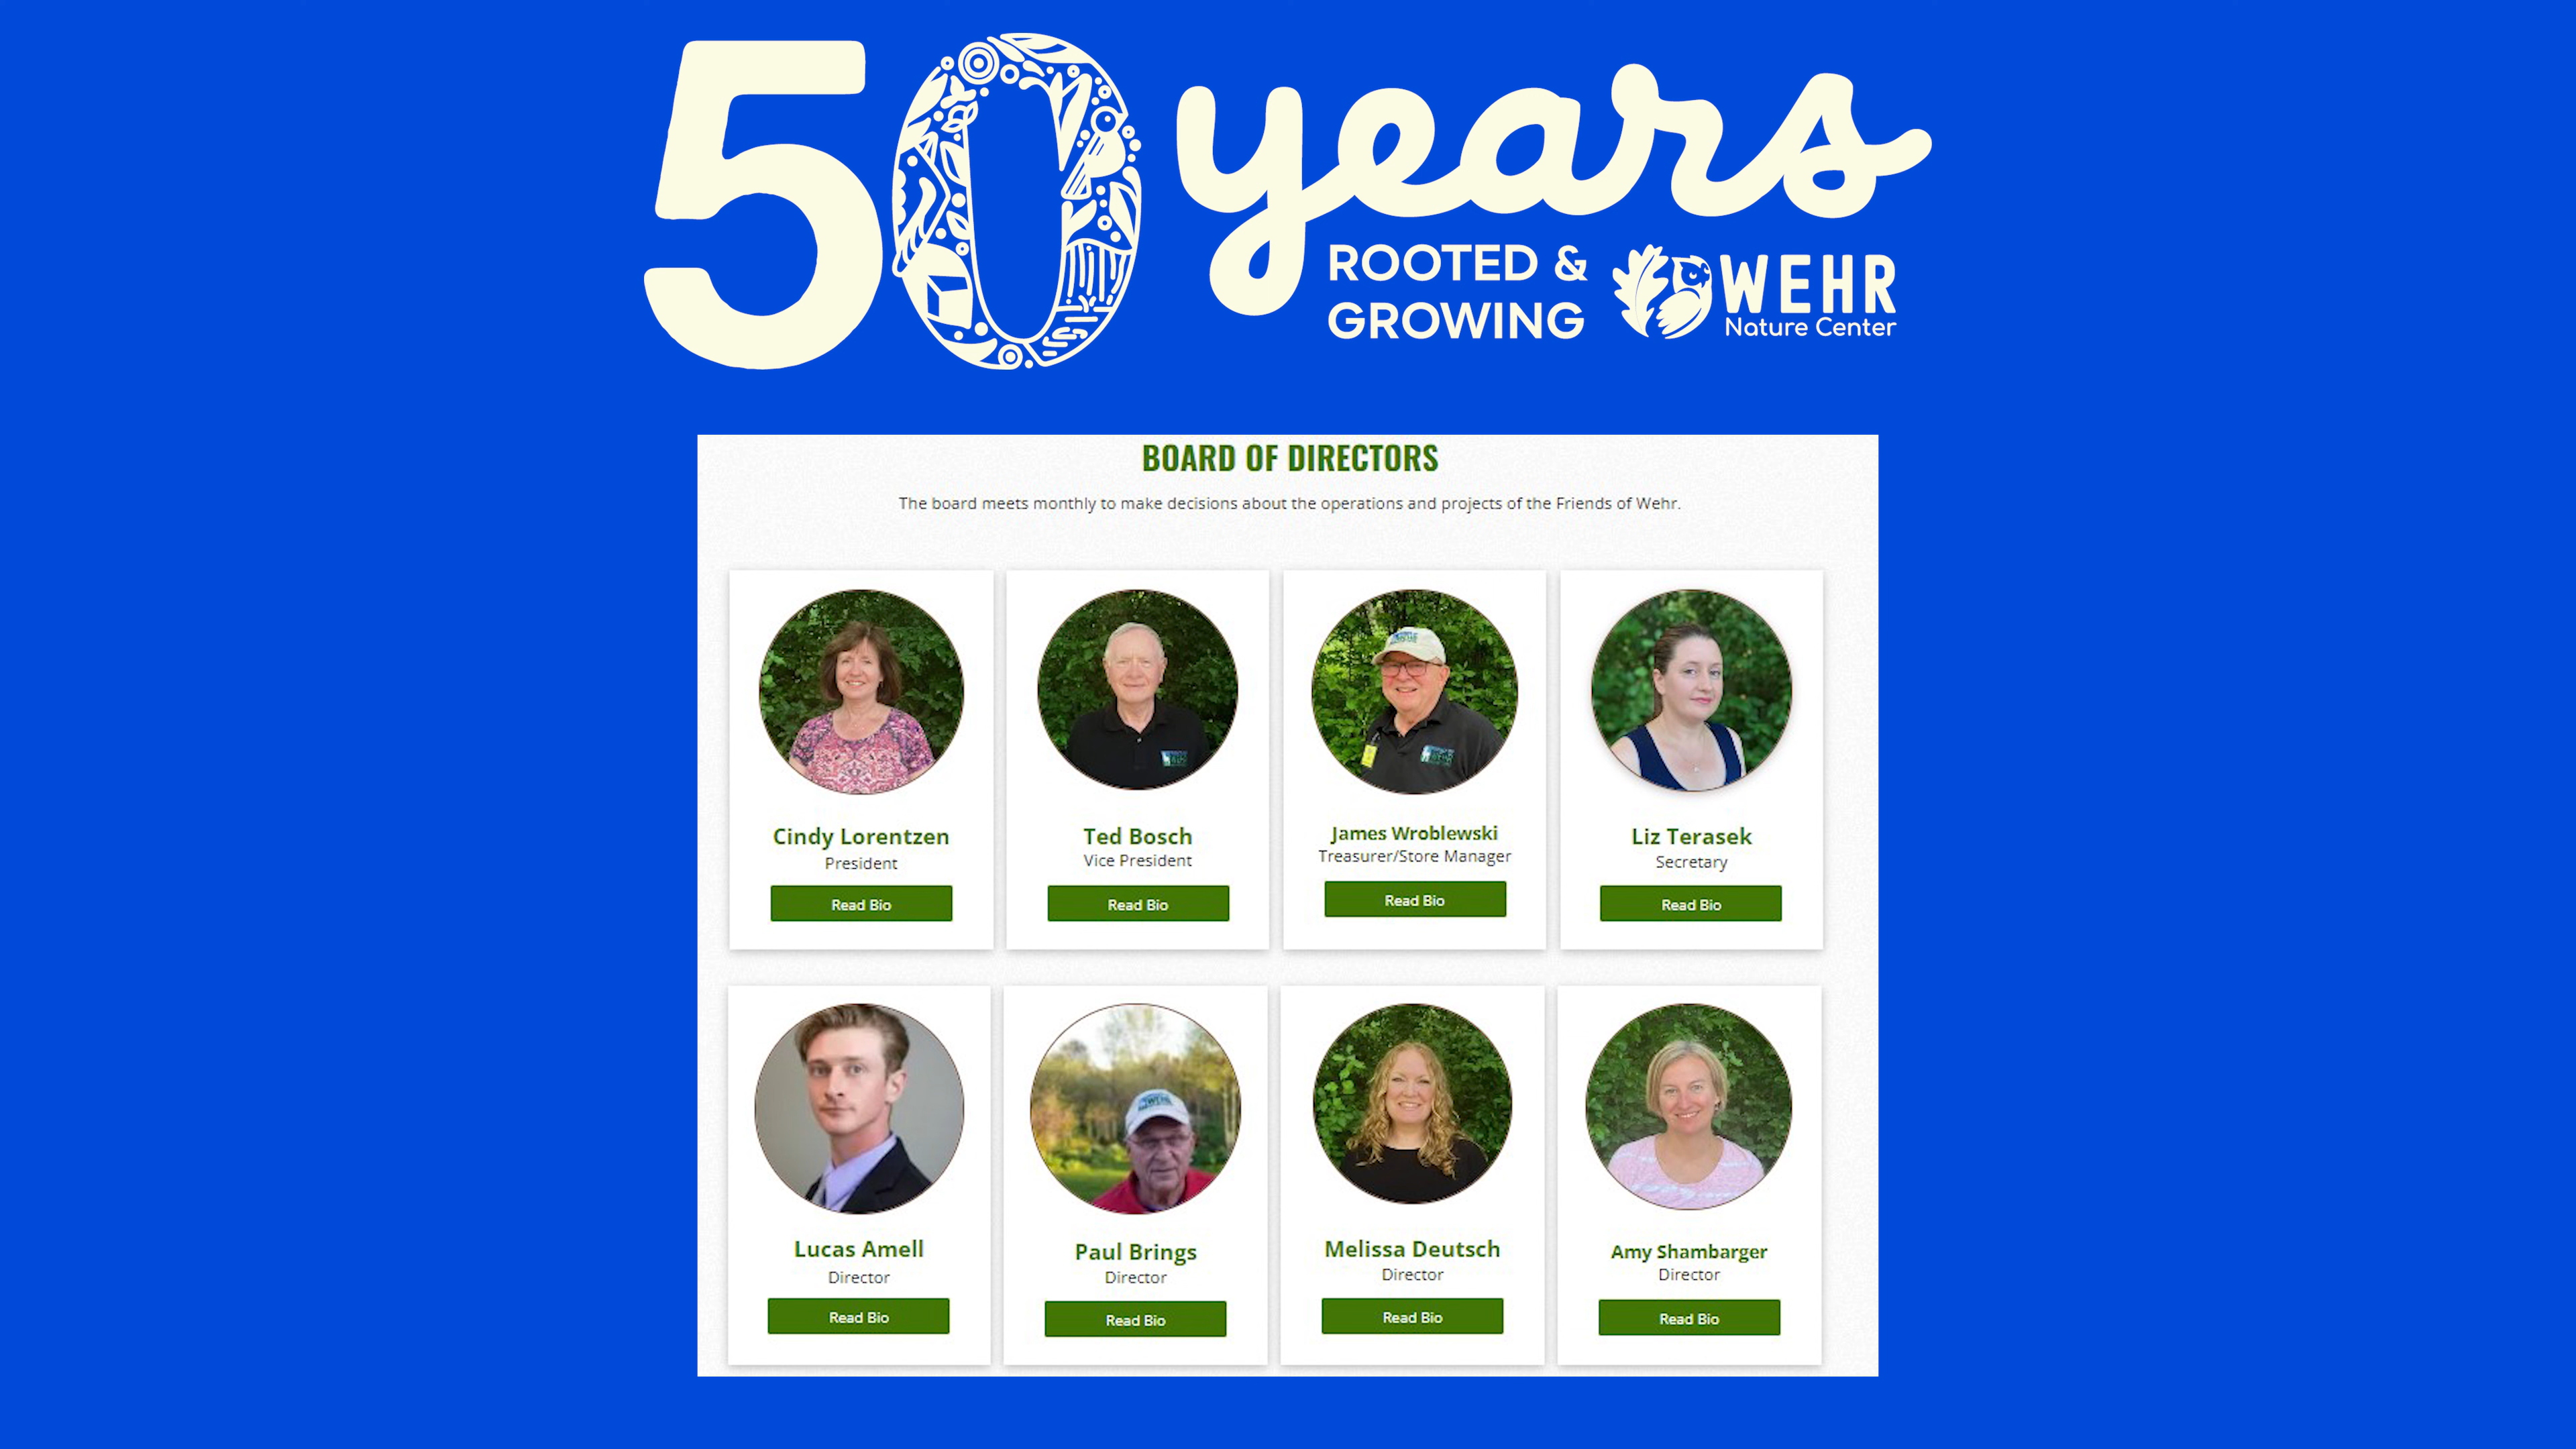 50 years
ROOTED &
GROWING
WEHR
Nature Center
BOARD OF DIRECTORS
The board meets monthly to make decisions about the operations and projects of the Friends of Wehr.
Cindy Lorentzen
President
Read Bio
Ted Bosch
Vice President
Read Bio
James Wroblewski
Treasurer/Store Manager
Read Bio
Liz Terasek
Secretary
Read Bio
Lucas Amell
Director
Read Bio
Paul Brings
Director
Read Bio
Melissa Deutsch
Director
Read Bio
Amy Shambarger
Director
Read Bio